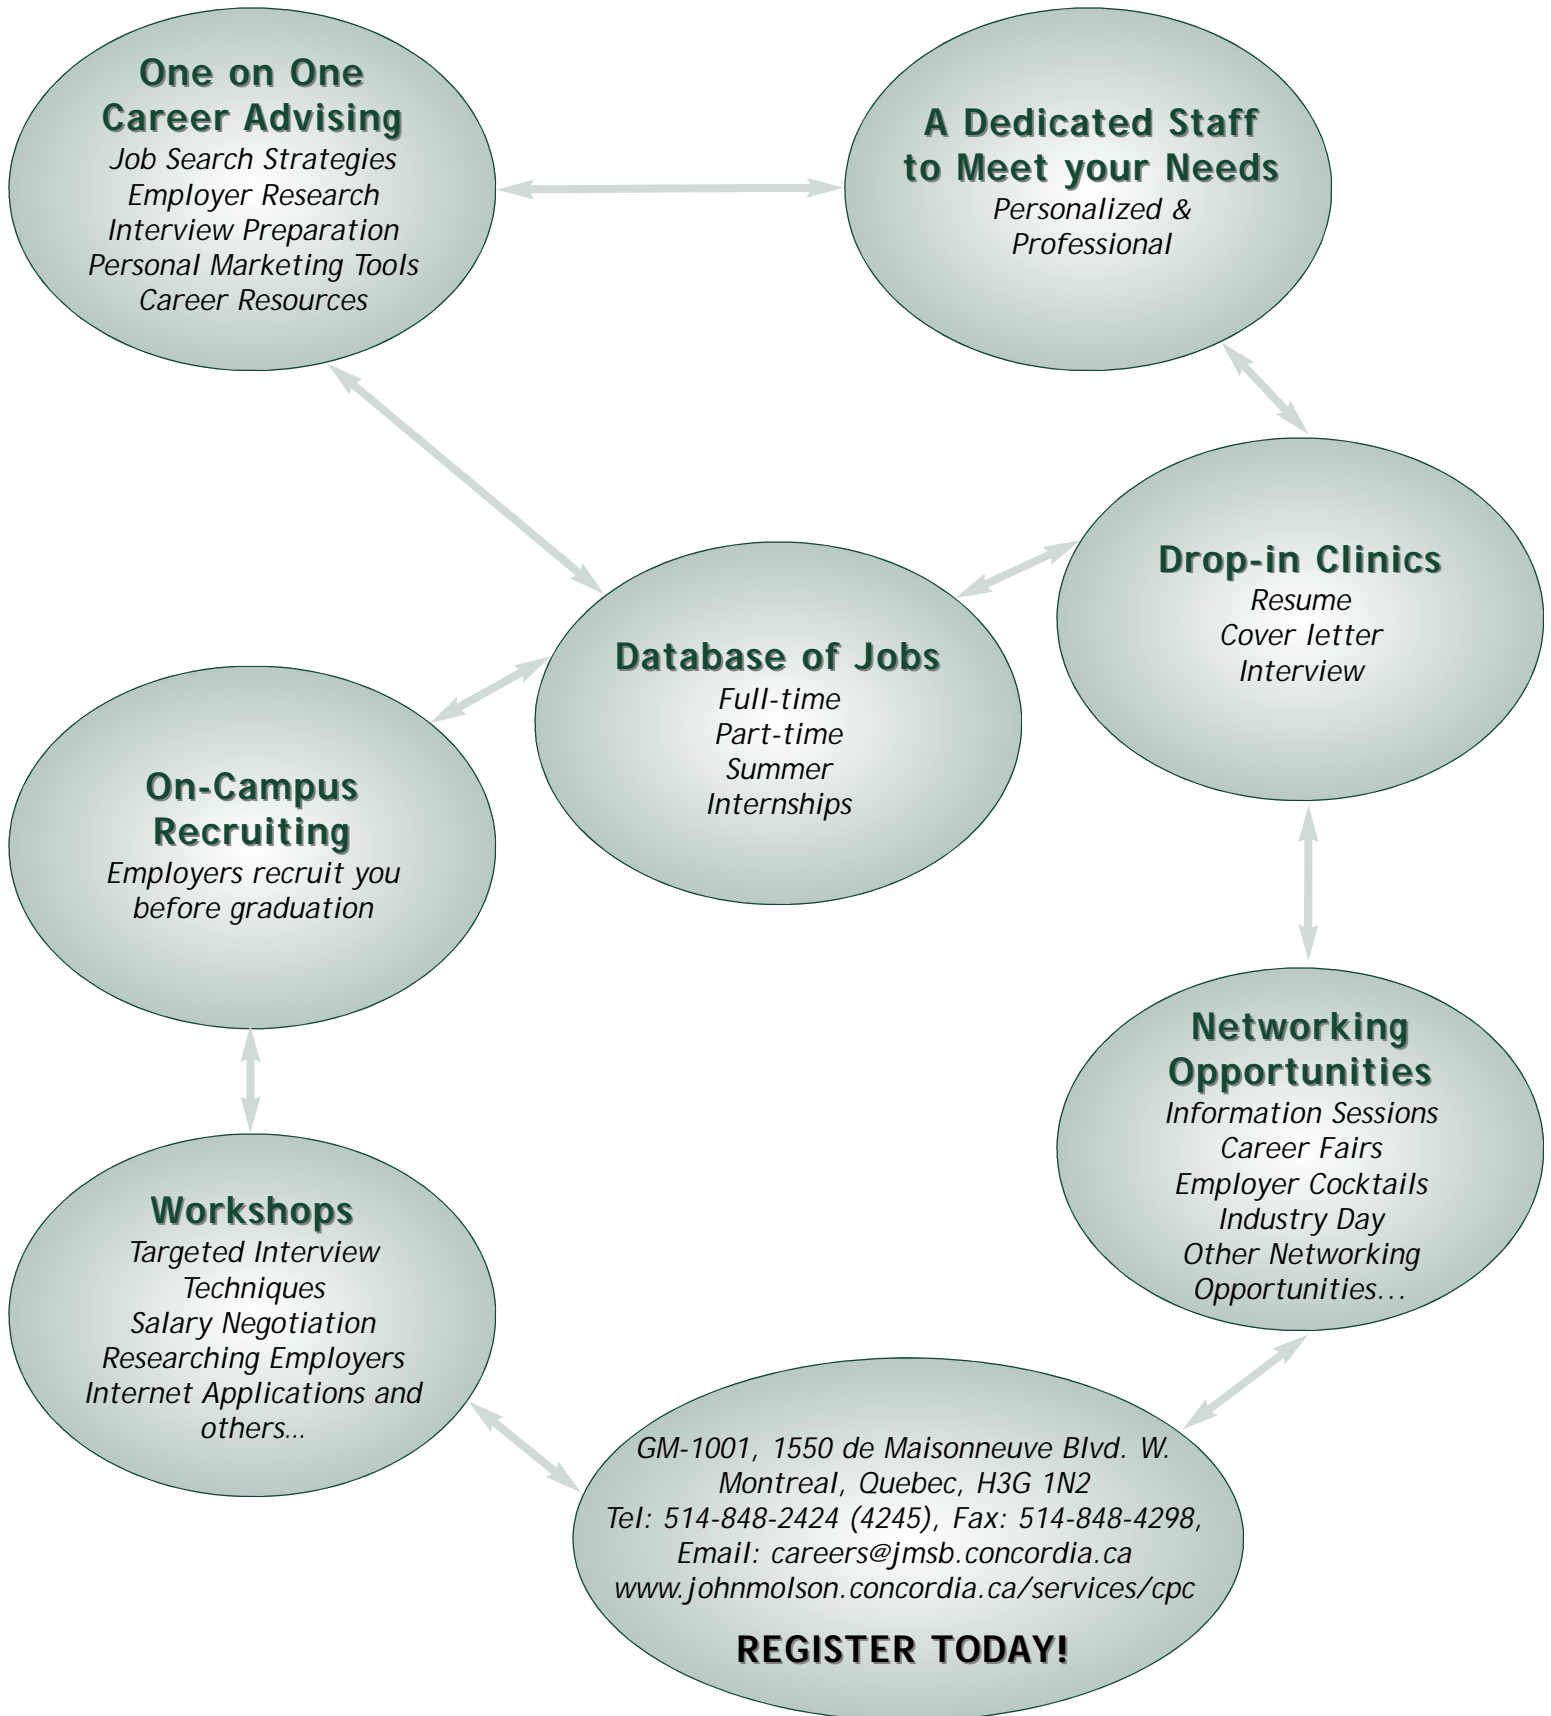 One on One
Career Advising
Job Search Strategies
Employer Research
Interview Preparation
Personal Marketing Tools
Career Resources
A Dedicated Staff
to Meet your Needs
Personalized &
Professional
Drop-in Clinics
Resume
Cover letter
Interview
Database of Jobs
Full-time
Part-time
Summer
Internships
On-Campus
Recruiting
Employers recruit you
before graduation
Networking
Opportunities
Information Sessions
Career Fairs
Employer Cocktails
Industry Day
Other Networking
Opportunities...
Workshops
Targeted Interview
Techniques
Salary Negotiation
Researching Employers
Internet Applications and
others...
GM-1001, 1550 de Maisonneuve Blvd. W.
Montreal, Quebec, H3G 1N2
Tel: 514-848-2424 (4245), Fax: 514-848-4298,
Email: careers@jmsb.concordia.ca
www.johnmolson.concordia.ca/services/cpc
REGISTER TODAY!